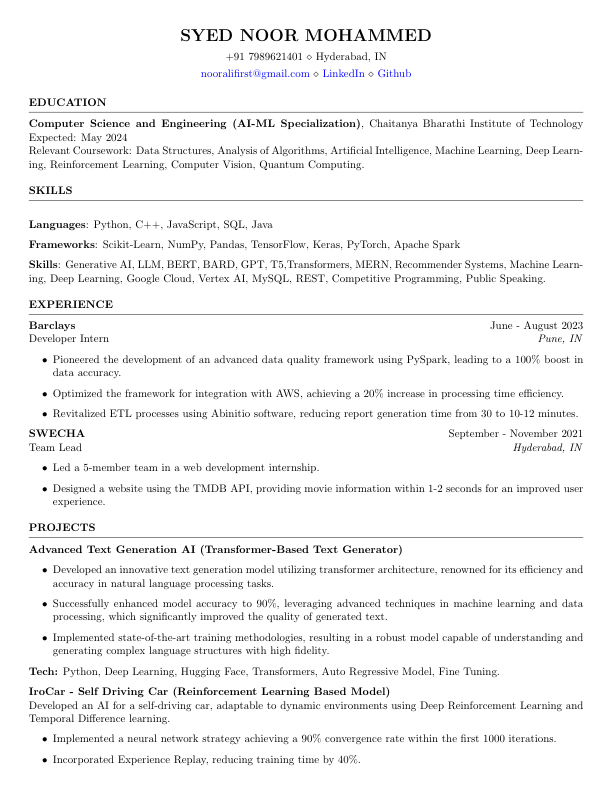 SYED NOOR MOHAMMED
+91 7989621401 ⋄ Hyderabad, IN
nooralifirst@gmail.com ⋄ LinkedIn ⋄ Github
EDUCATION
Computer Science and Engineering (AI-ML Specialization), Chaitanya Bharathi Institute of Technology
Expected: May 2024
Relevant Coursework: Data Structures, Analysis of Algorithms, Artificial Intelligence, Machine Learning, Deep Learn-
ing, Reinforcement Learning, Computer Vision, Quantum Computing.
SKILLS
Languages: Python, C++, JavaScript, SQL, Java
Frameworks: Scikit-Learn, NumPy, Pandas, TensorFlow, Keras, PyTorch, Apache Spark
Skills: Generative AI, LLM, BERT, BARD, GPT, T5,Transformers, MERN, Recommender Systems, Machine Learn-
ing, Deep Learning, Google Cloud, Vertex AI, MySQL, REST, Competitive Programming, Public Speaking.
EXPERIENCE
Barclays June - August 2023
Developer Intern Pune, IN
• Pioneered the development of an advanced data quality framework using PySpark, leading to a 100% boost in
data accuracy.
• Optimized the framework for integration with AWS, achieving a 20% increase in processing time efficiency.
• Revitalized ETL processes using Abinitio software, reducing report generation time from 30 to 10-12 minutes.
SWECHA September - November 2021
Team Lead Hyderabad, IN
• Led a 5-member team in a web development internship.
• Designed a website using the TMDB API, providing movie information within 1-2 seconds for an improved user
experience.
PROJECTS
Advanced Text Generation AI (Transformer-Based Text Generator)
• Developed an innovative text generation model utilizing transformer architecture, renowned for its efficiency and
accuracy in natural language processing tasks.
• Successfully enhanced model accuracy to 90%, leveraging advanced techniques in machine learning and data
processing, which significantly improved the quality of generated text.
• Implemented state-of-the-art training methodologies, resulting in a robust model capable of understanding and
generating complex language structures with high fidelity.
Tech: Python, Deep Learning, Hugging Face, Transformers, Auto Regressive Model, Fine Tuning.
IroCar - Self Driving Car (Reinforcement Learning Based Model)
Developed an AI for a self-driving car, adaptable to dynamic environments using Deep Reinforcement Learning and
Temporal Difference learning.
• Implemented a neural network strategy achieving a 90% convergence rate within the first 1000 iterations.
• Incorporated Experience Replay, reducing training time by 40%.